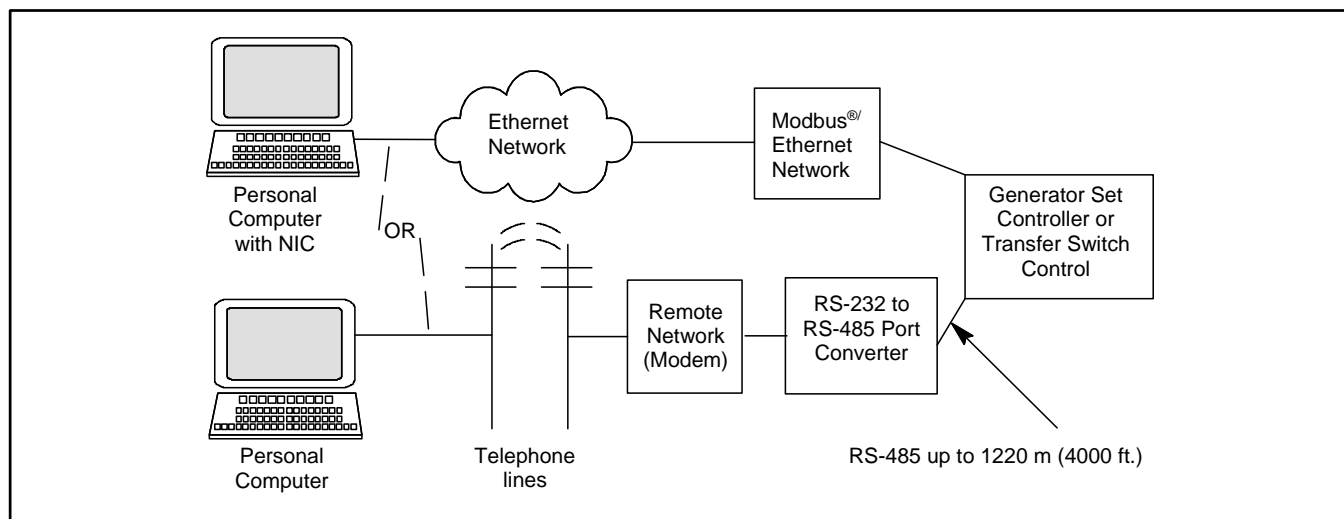 Ethernet
Network
Modbus®/
Ethernet
Network
Personal
Computer
with NIC
OR
Generator Set
Controller or
Transfer Switch
Control
Remote
Network
(Modem)
RS-232 to
RS-485 Port
Converter
Personal
Computer
Telephone
lines
RS-485 up to 1220 m (4000 ft.)